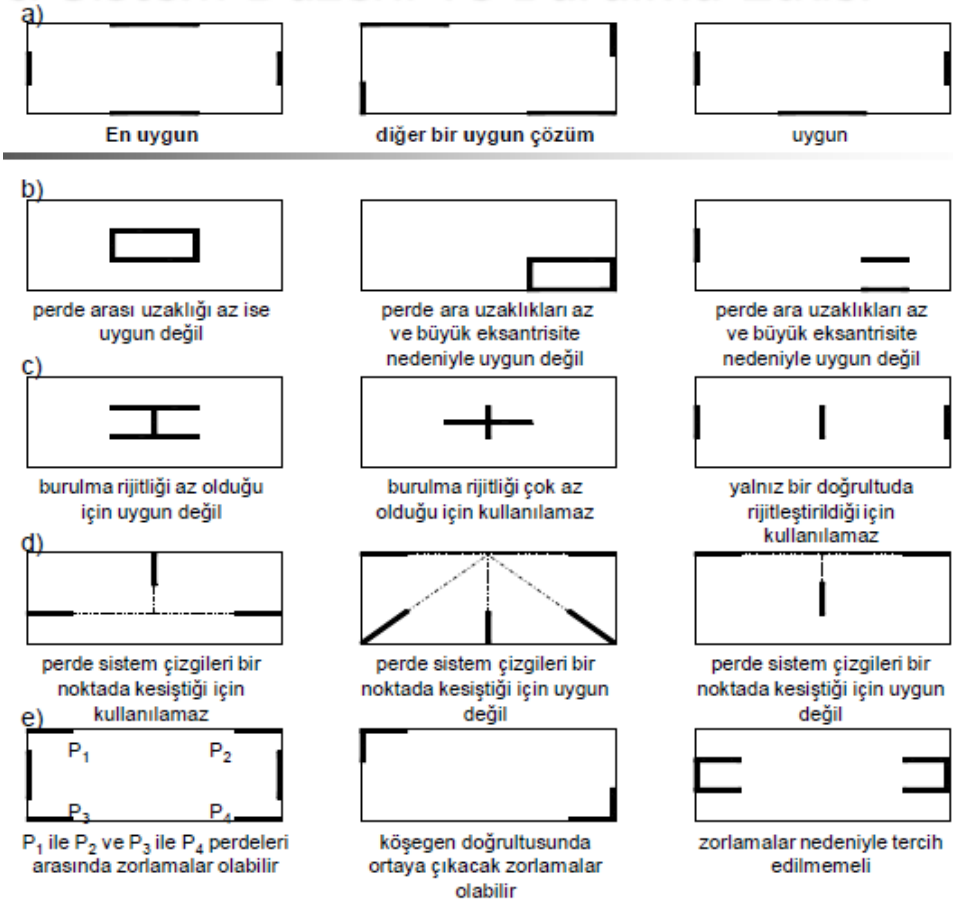 a)
En uygun
diğer bir uygun çözüm
uygun
b)
perde arası uzaklığı az ise
uygun değil
perde ara uzaklıkları az
ve büyük eksantrisite
nedeniyle uygun değil
perde ara uzaklıkları az
ve büyük eksantrisite
nedeniyle uygun değil
c)
burulma rijitliği az olduğu
için uygun değil
burulma rijitliği çok az
olduğu için kullanılamaz
yalnız bir doğrultuda
rijitleştirildiği için
kullanılamaz
d)
perde sistem çizgileri bir
noktada kesiştiği için
kullanılamaz
perde sistem çizgileri bir
noktada kesiştiği için uygun
değil
perde sistem çizgileri bir
noktada kesiştiği için uygun
değil
e)
P1 P2
P3 P4
P1 ile P2 ve P3 ile P4 perdeleri
arasında zorlamalar olabilir
köşegen doğrultusunda
ortaya çıkacak zorlamalar
olabilir
zorlamalar nedeniyle tercih
edilmemeli